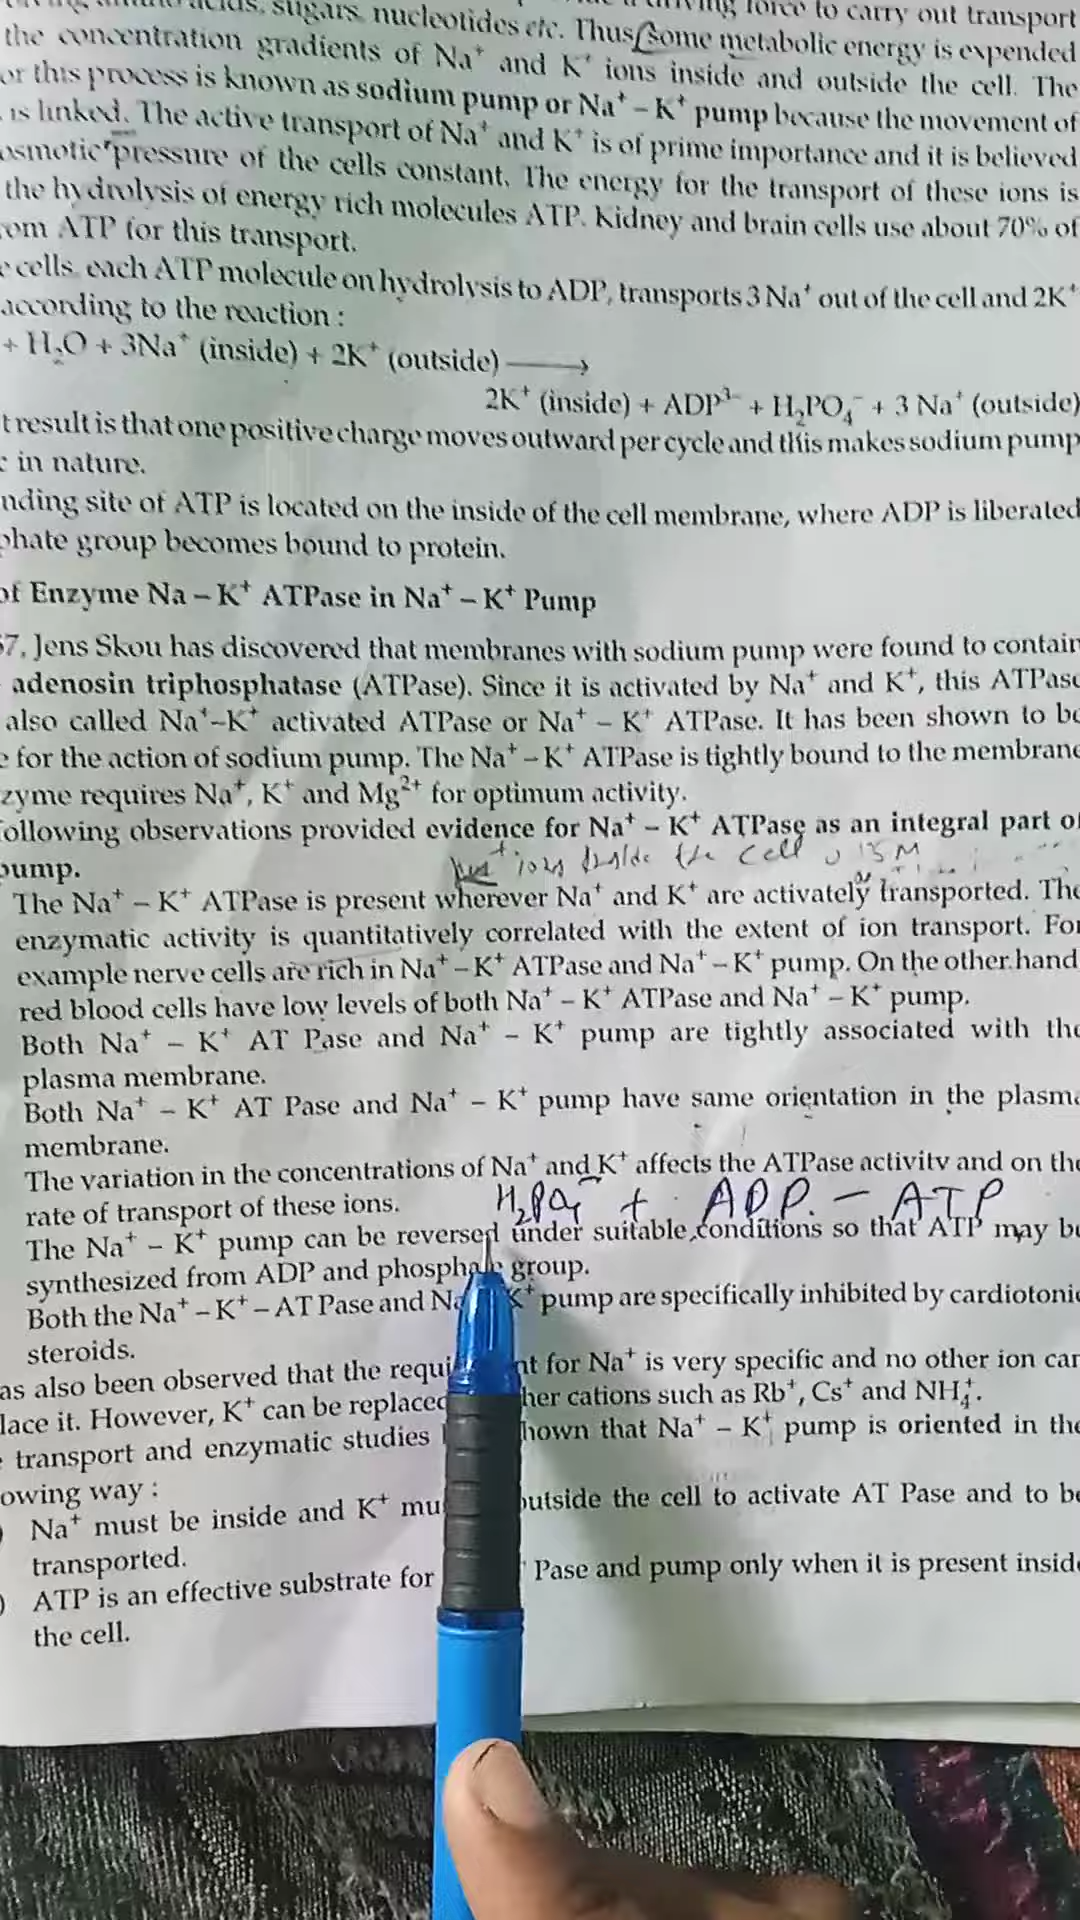 acids, sugars, nucleotides etc. Thus some metabolic energy is expended
driving force to carry out transport
the concentration gradients of Na⁺ and K⁺ ions inside and outside the cell. The
this process is known as sodium pump or Na⁺ – K⁺ pump because the movement of
is linked. The active transport of Na⁺ and K⁺ is of prime importance and it is believed
osmotic pressure of the cells constant. The energy for the transport of these ions is
the hydrolysis of energy rich molecules ATP. Kidney and brain cells use about 70% of
om ATP for this transport.
cells, each ATP molecule on hydrolysis to ADP, transports 3 Na⁺ out of the cell and 2K⁺
according to the reaction :
+ H₂O + 3Na⁺ (inside) + 2K⁺ (outside) ⟶
2K⁺ (inside) + ADP³⁻ + H₂PO₄⁻ + 3 Na⁺ (outside)
t result is that one positive charge moves outward per cycle and this makes sodium pump
c in nature.
nding site of ATP is located on the inside of the cell membrane, where ADP is liberated
phate group becomes bound to protein.
of Enzyme Na – K⁺ ATPase in Na⁺ – K⁺ Pump
57, Jens Skou has discovered that membranes with sodium pump were found to contain
adenosin triphosphatase (ATPase). Since it is activated by Na⁺ and K⁺, this ATPase
also called Na⁺–K⁺ activated ATPase or Na⁺ – K⁺ ATPase. It has been shown to be
e for the action of sodium pump. The Na⁺ – K⁺ ATPase is tightly bound to the membrane
zyme requires Na⁺, K⁺ and Mg²⁺ for optimum activity.
ollowing observations provided evidence for Na⁺ – K⁺ ATPase as an integral part of
pump.
ions inside the cell
The Na⁺ – K⁺ ATPase is present wherever Na⁺ and K⁺ are activately transported. The
enzymatic activity is quantitatively correlated with the extent of ion transport. For
example nerve cells are rich in Na⁺ – K⁺ ATPase and Na⁺ – K⁺ pump. On the other hand
red blood cells have low levels of both Na⁺ – K⁺ ATPase and Na⁺ – K⁺ pump.
Both Na⁺ – K⁺ AT Pase and Na⁺ – K⁺ pump are tightly associated with the
plasma membrane.
Both Na⁺ – K⁺ AT Pase and Na⁺ – K⁺ pump have same orientation in the plasma
membrane.
The variation in the concentrations of Na⁺ and K⁺ affects the ATPase activity and on the
rate of transport of these ions. H₂PO₄⁻ + ADP. – ATP
The Na⁺ – K⁺ pump can be reversed under suitable conditions so that ATP may be
synthesized from ADP and phosphate group.
Both the Na⁺ – K⁺ – AT Pase and Na K⁺ pump are specifically inhibited by cardiotonic
steroids.
as also been observed that the requi nt for Na⁺ is very specific and no other ion can
lace it. However, K⁺ can be replaced her cations such as Rb⁺, Cs⁺ and NH₄⁺.
transport and enzymatic studies hown that Na⁺ – K⁺ pump is oriented in the
owing way :
Na⁺ must be inside and K⁺ mu outside the cell to activate AT Pase and to be
transported.
) ATP is an effective substrate for Pase and pump only when it is present inside
the cell.